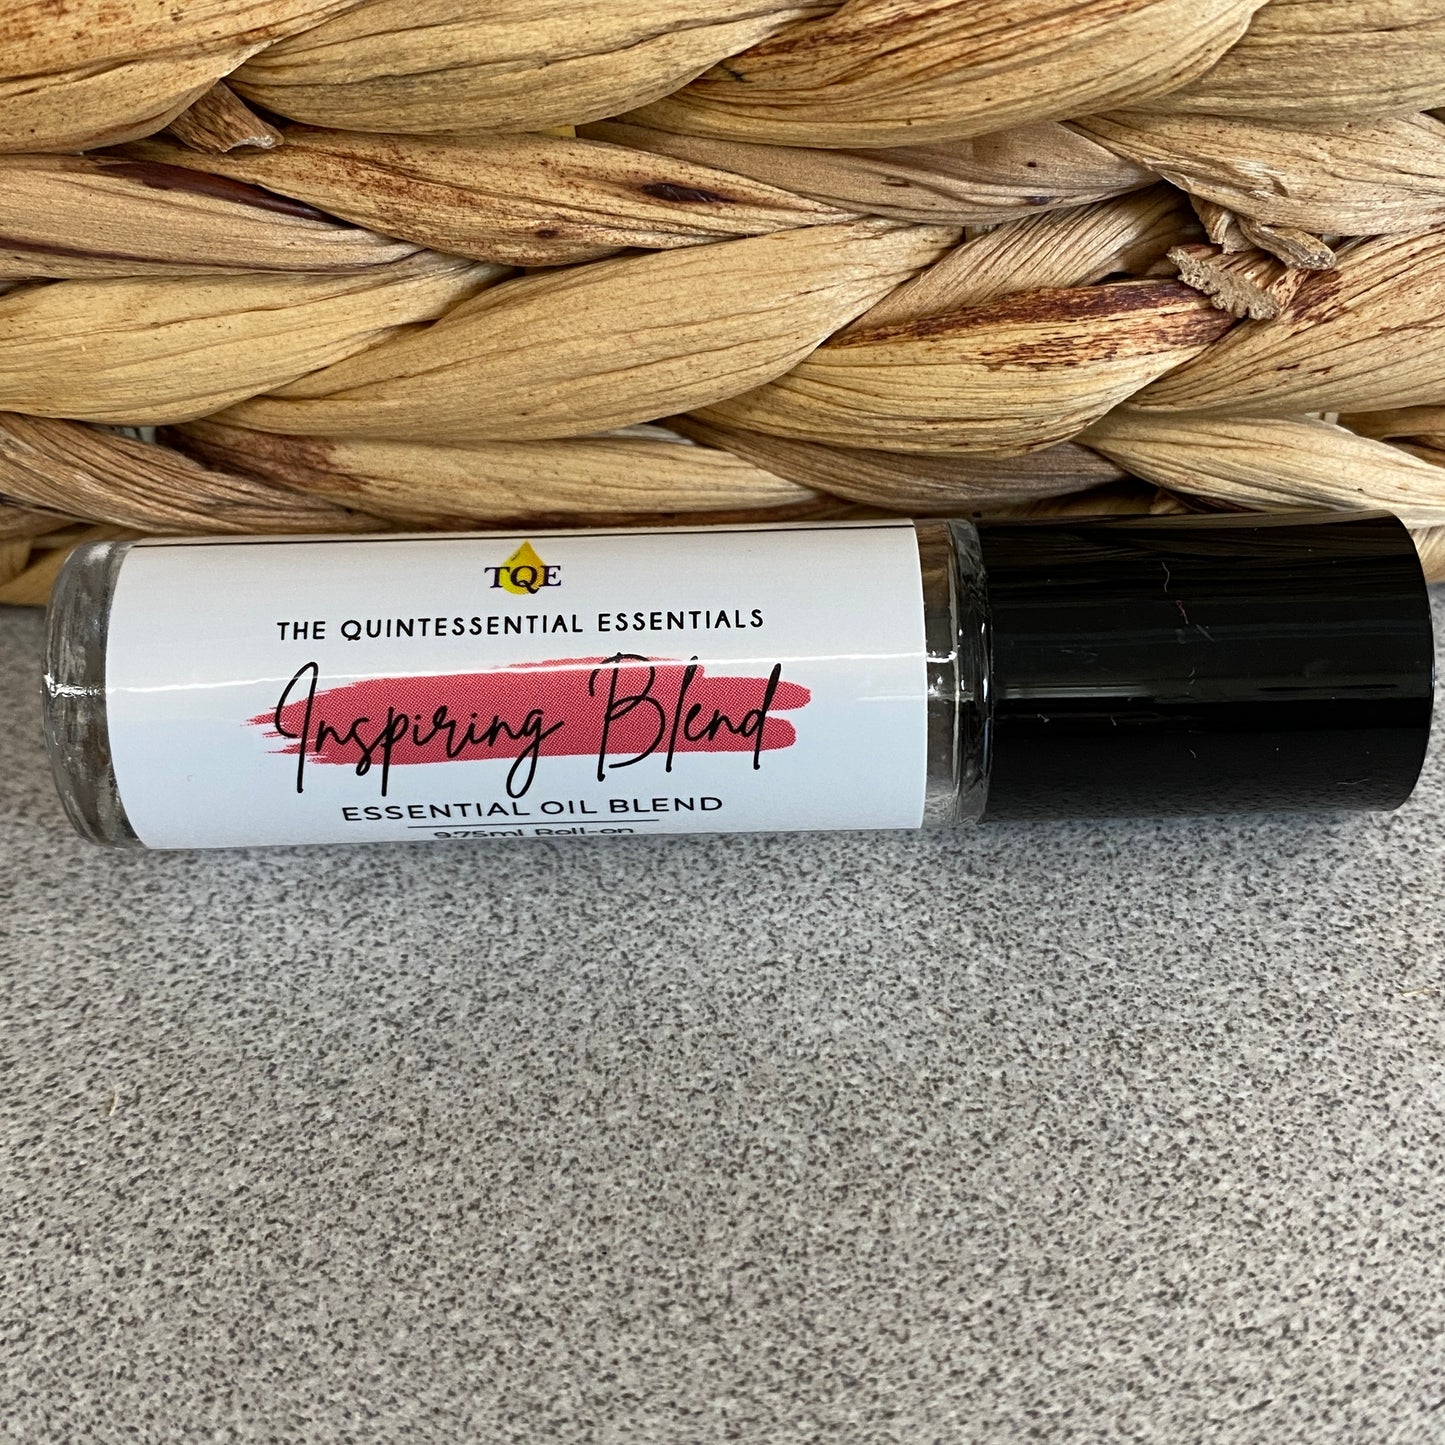 TQE
THE QUINTESSENTIAL ESSENTIALS
Inspiring Blend
ESSENTIAL OIL BLEND
9.75ml Roll-on